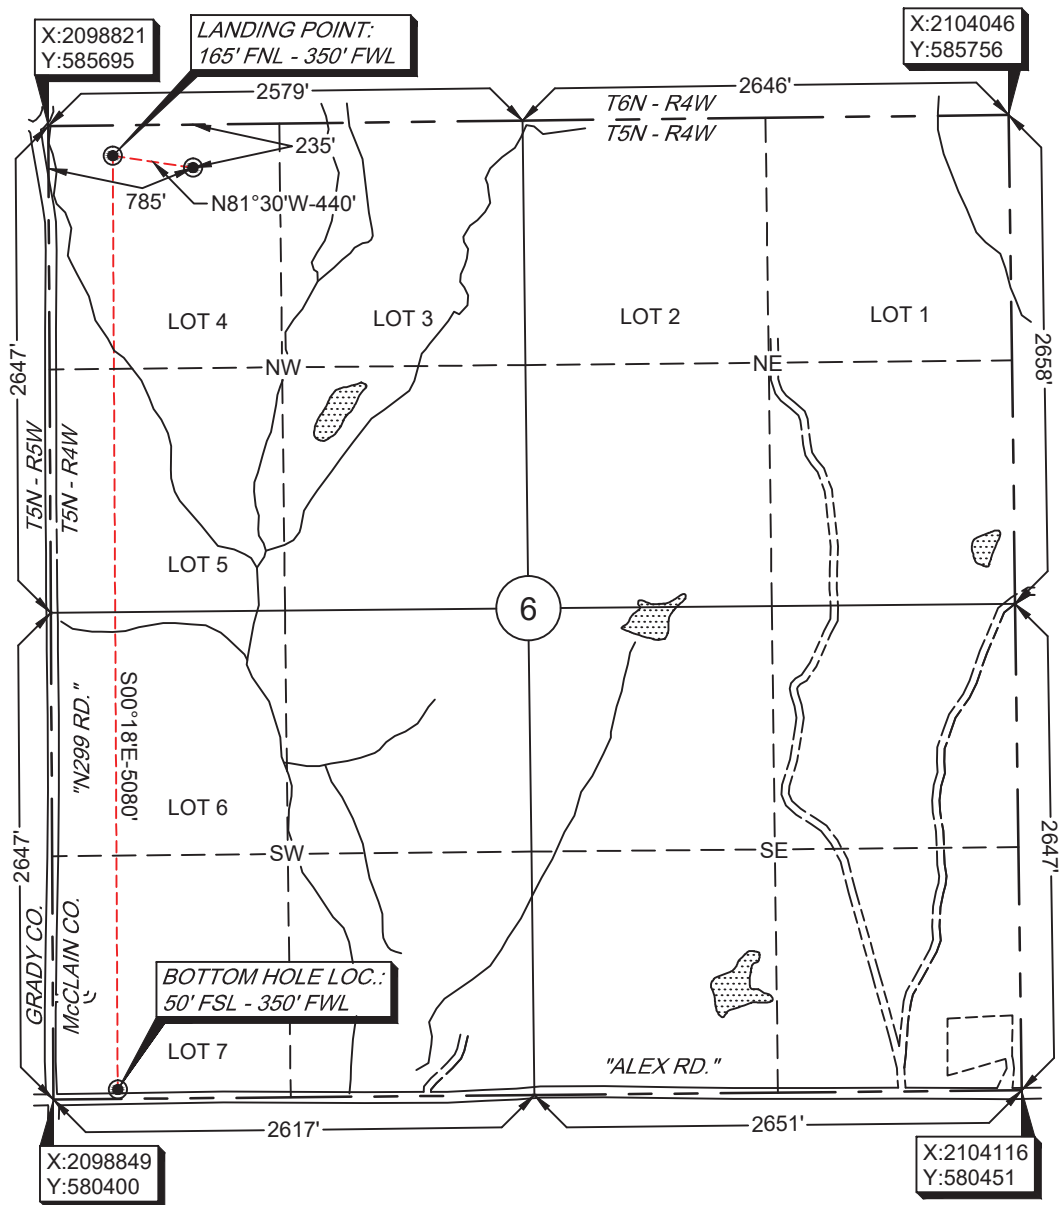 X:2098821
Y:585695
LANDING POINT:
165' FNL - 350' FWL
X:2104046
Y:585756
2579'
2646'
T6N - R4W
T5N - R4W
235'
785'
N81°30'W-440'
LOT 4
LOT 3
LOT 2
LOT 1
2647'
2658'
NW
NE
T5N - R5W
T5N - R4W
LOT 5
6
"N299 RD."
S00°18'E-5080'
LOT 6
2647'
2647'
SW
SE
GRADY CO.
McCLAIN CO.
BOTTOM HOLE LOC.:
50' FSL - 350' FWL
LOT 7
"ALEX RD."
2617'
2651'
X:2098849
Y:580400
X:2104116
Y:580451